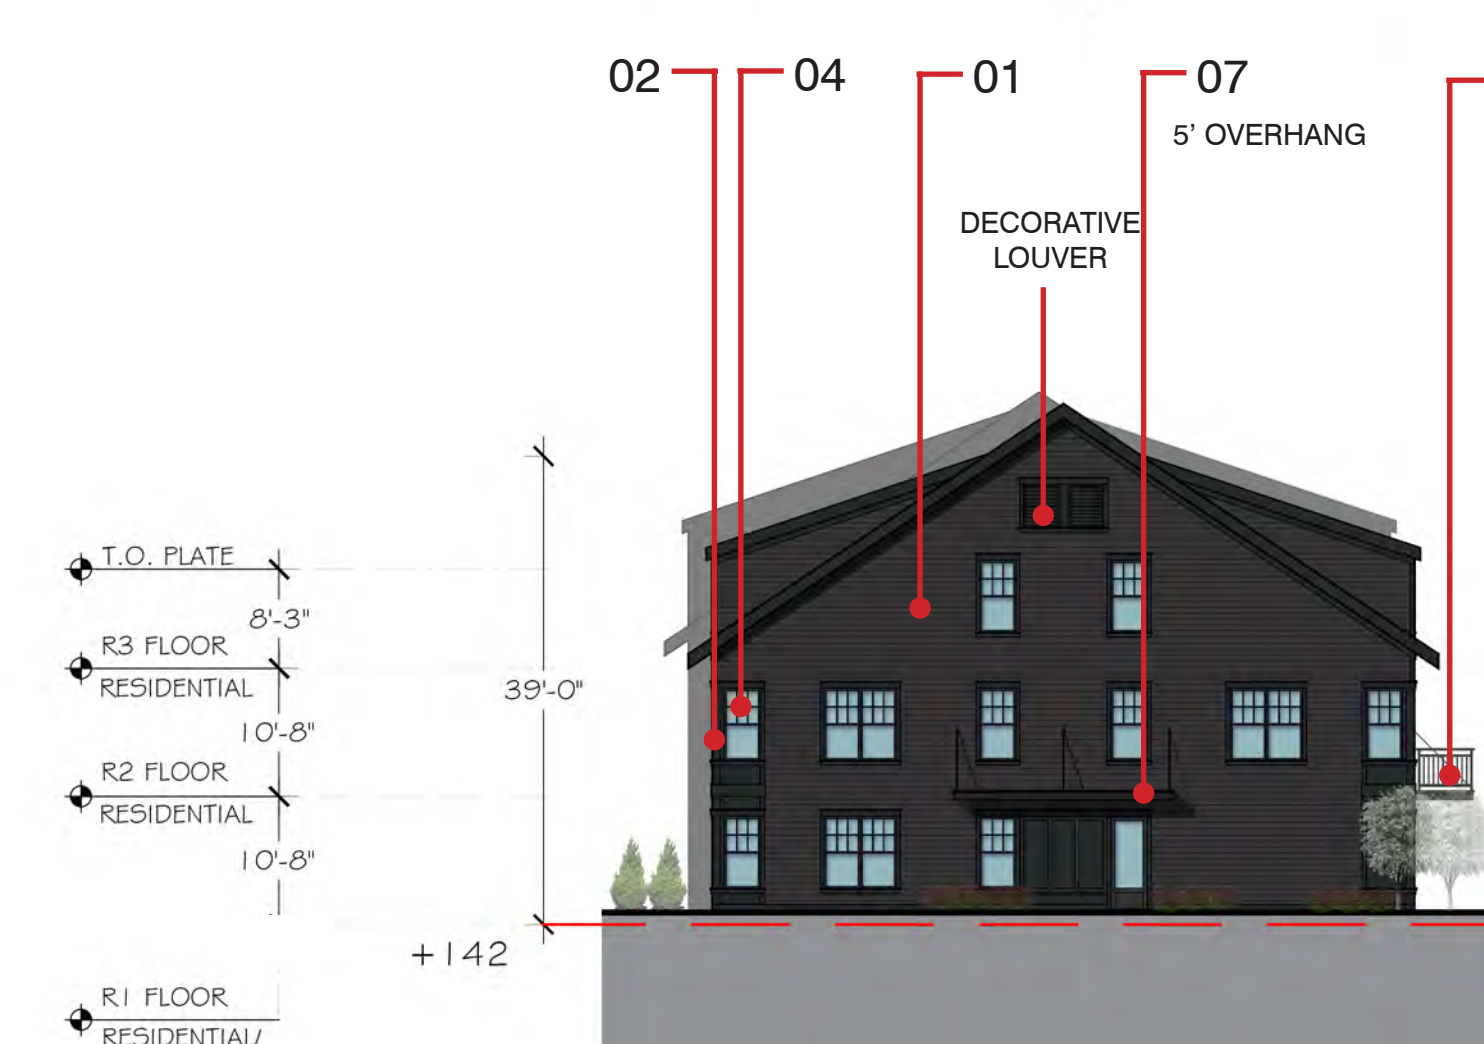 02
04
01
07
5’ OVERHANG
DECORATIVE
LOUVER
T.O. PLATE
8'-3"
R3 FLOOR
RESIDENTIAL
39'-0"
10'-8"
R2 FLOOR
RESIDENTIAL
10'-8"
+142
R1 FLOOR
RESIDENTIAL/